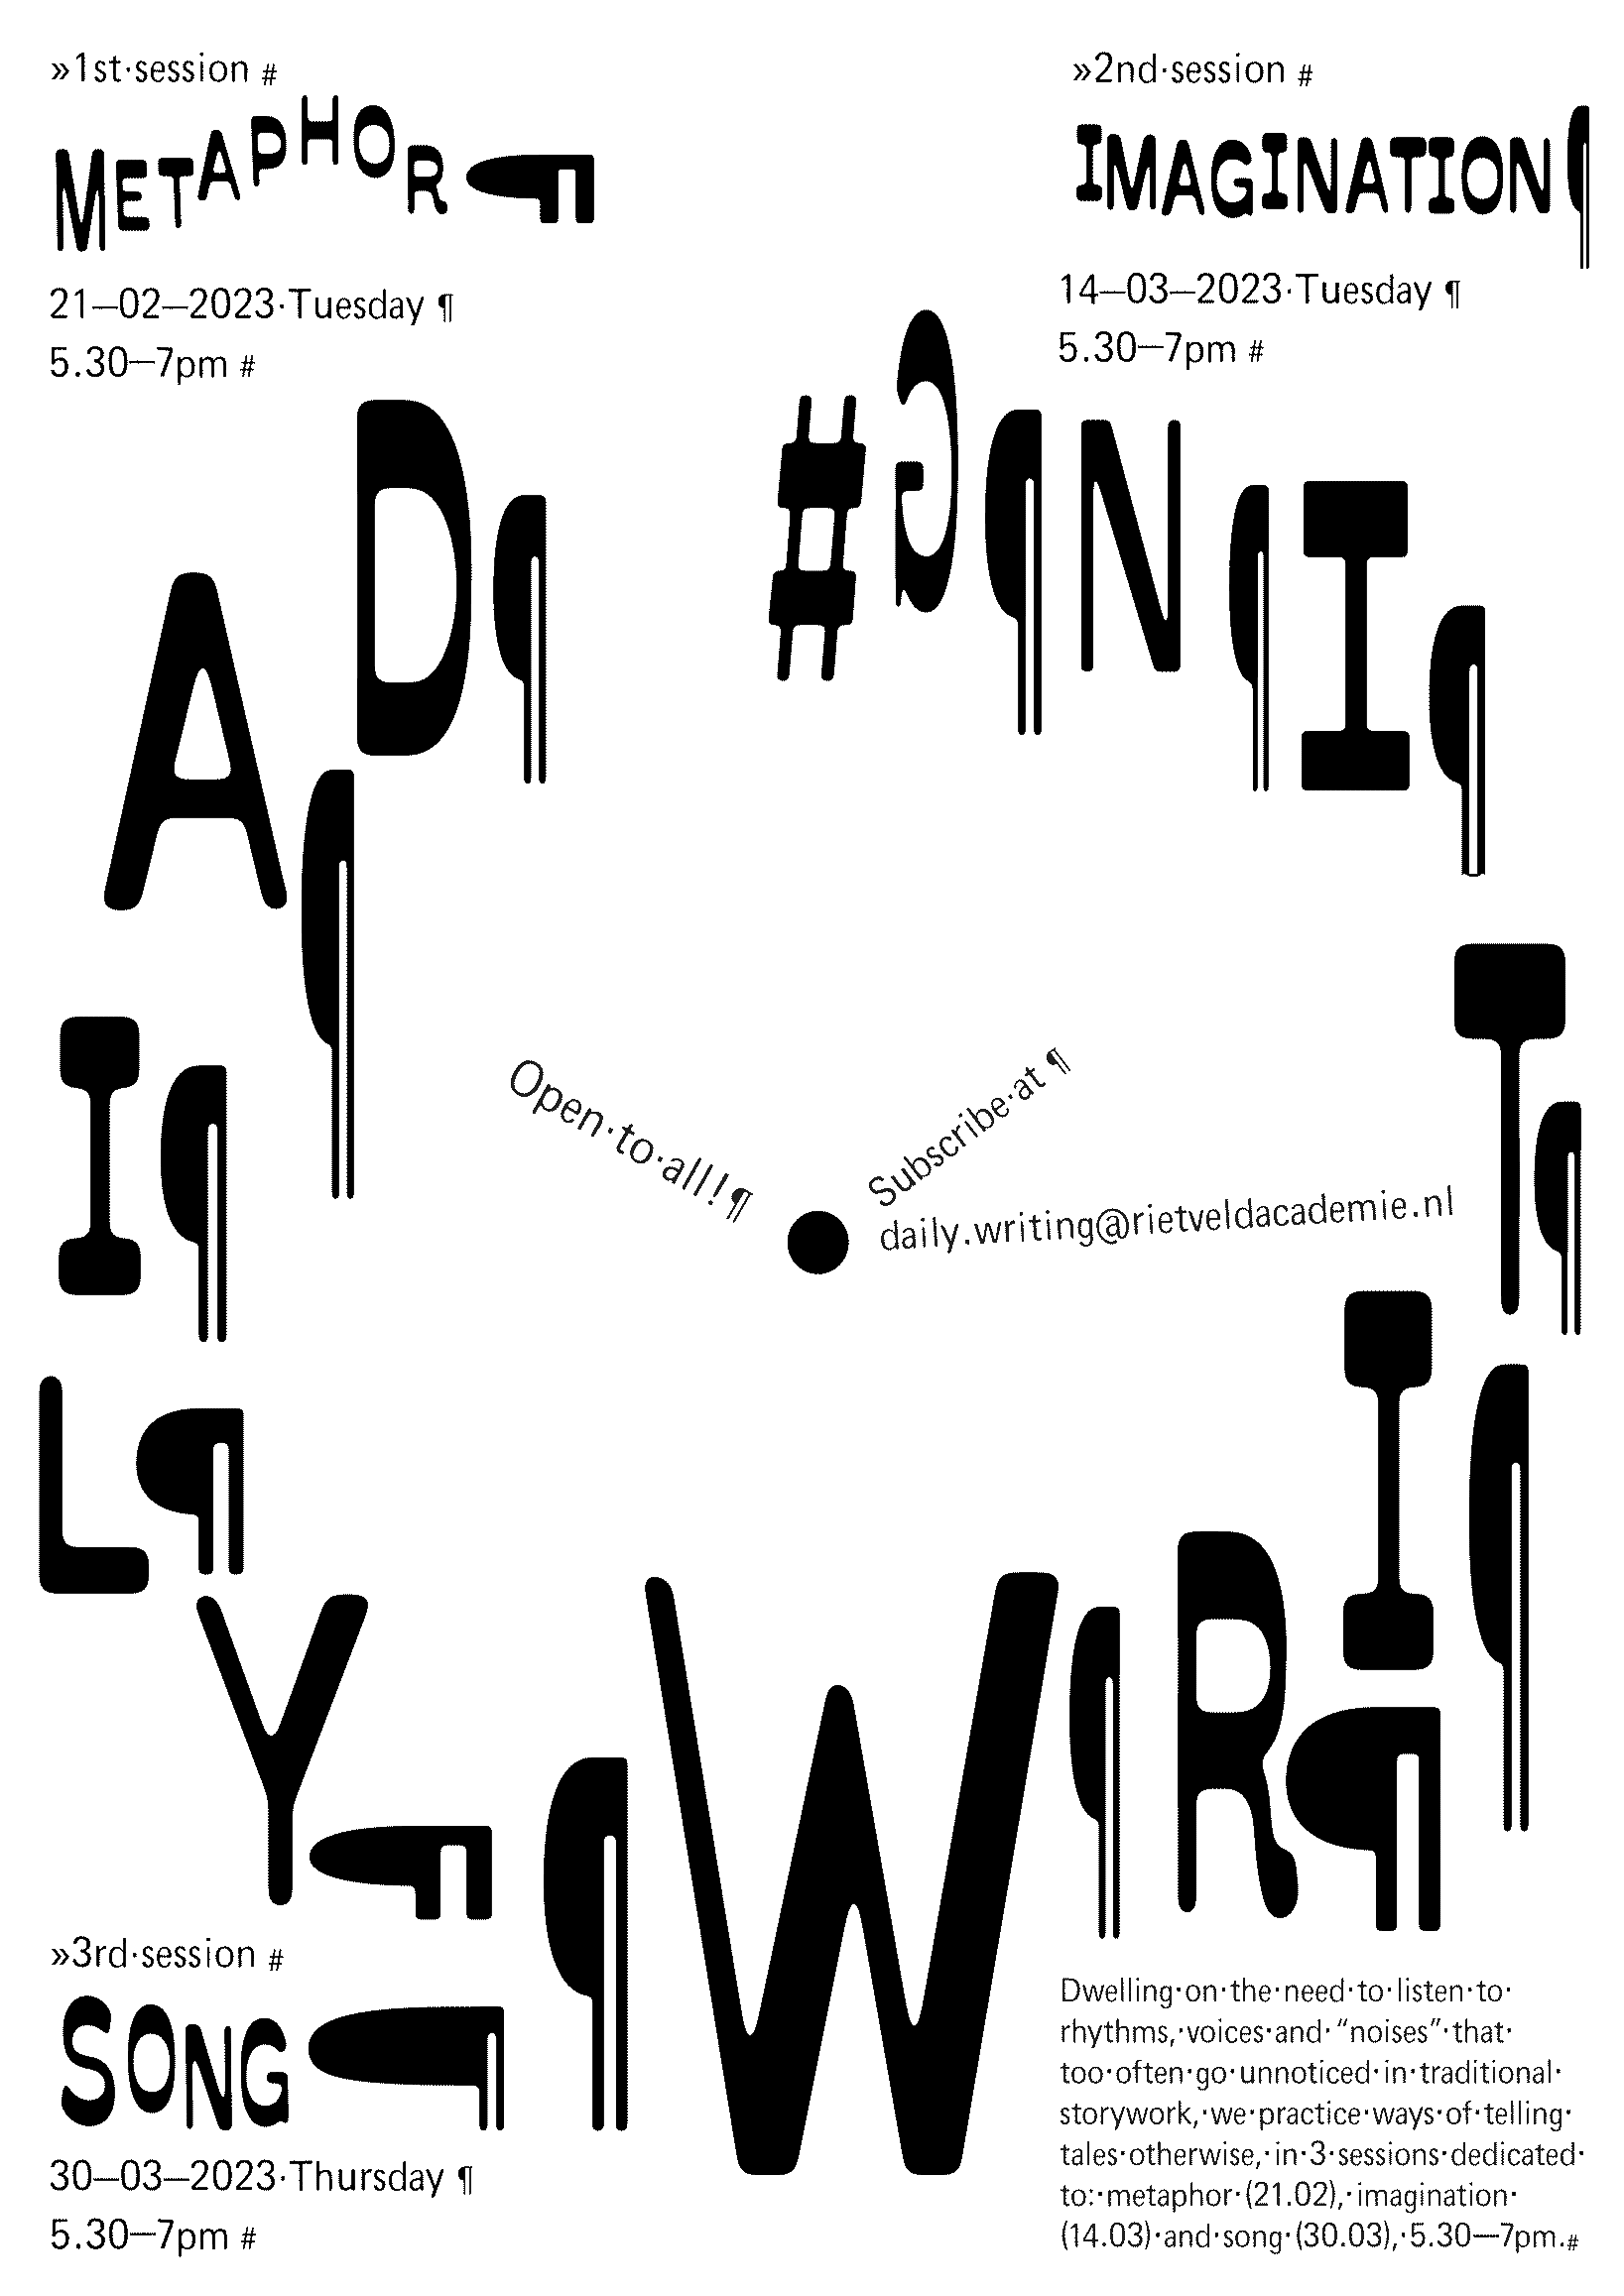 »1st·session #
METAPHOR¶
21—02—2023·Tuesday ¶
5.30—7pm #
»2nd·session #
IMAGINATION¶
14—03—2023·Tuesday ¶
5.30—7pm #
D¶A¶I¶L¶Y¶¶
W¶R¶I¶T¶I¶N¶G#
Open·to·all!¶
Subscribe·at ¶
daily.writing@rietveldacademie.nl
»3rd·session #
SONG¶
30—03—2023·Thursday ¶
5.30—7pm #
Dwelling·on·the·need·to·listen·to·
rhythms,·voices·and·“noises”·that·
too·often·go·unnoticed·in·traditional·
storywork,·we·practice·ways·of·telling·
tales·otherwise,·in·3·sessions·dedicated·
to:·metaphor·(21.02),·imagination·
(14.03)·and·song·(30.03),·5.30—7pm.#